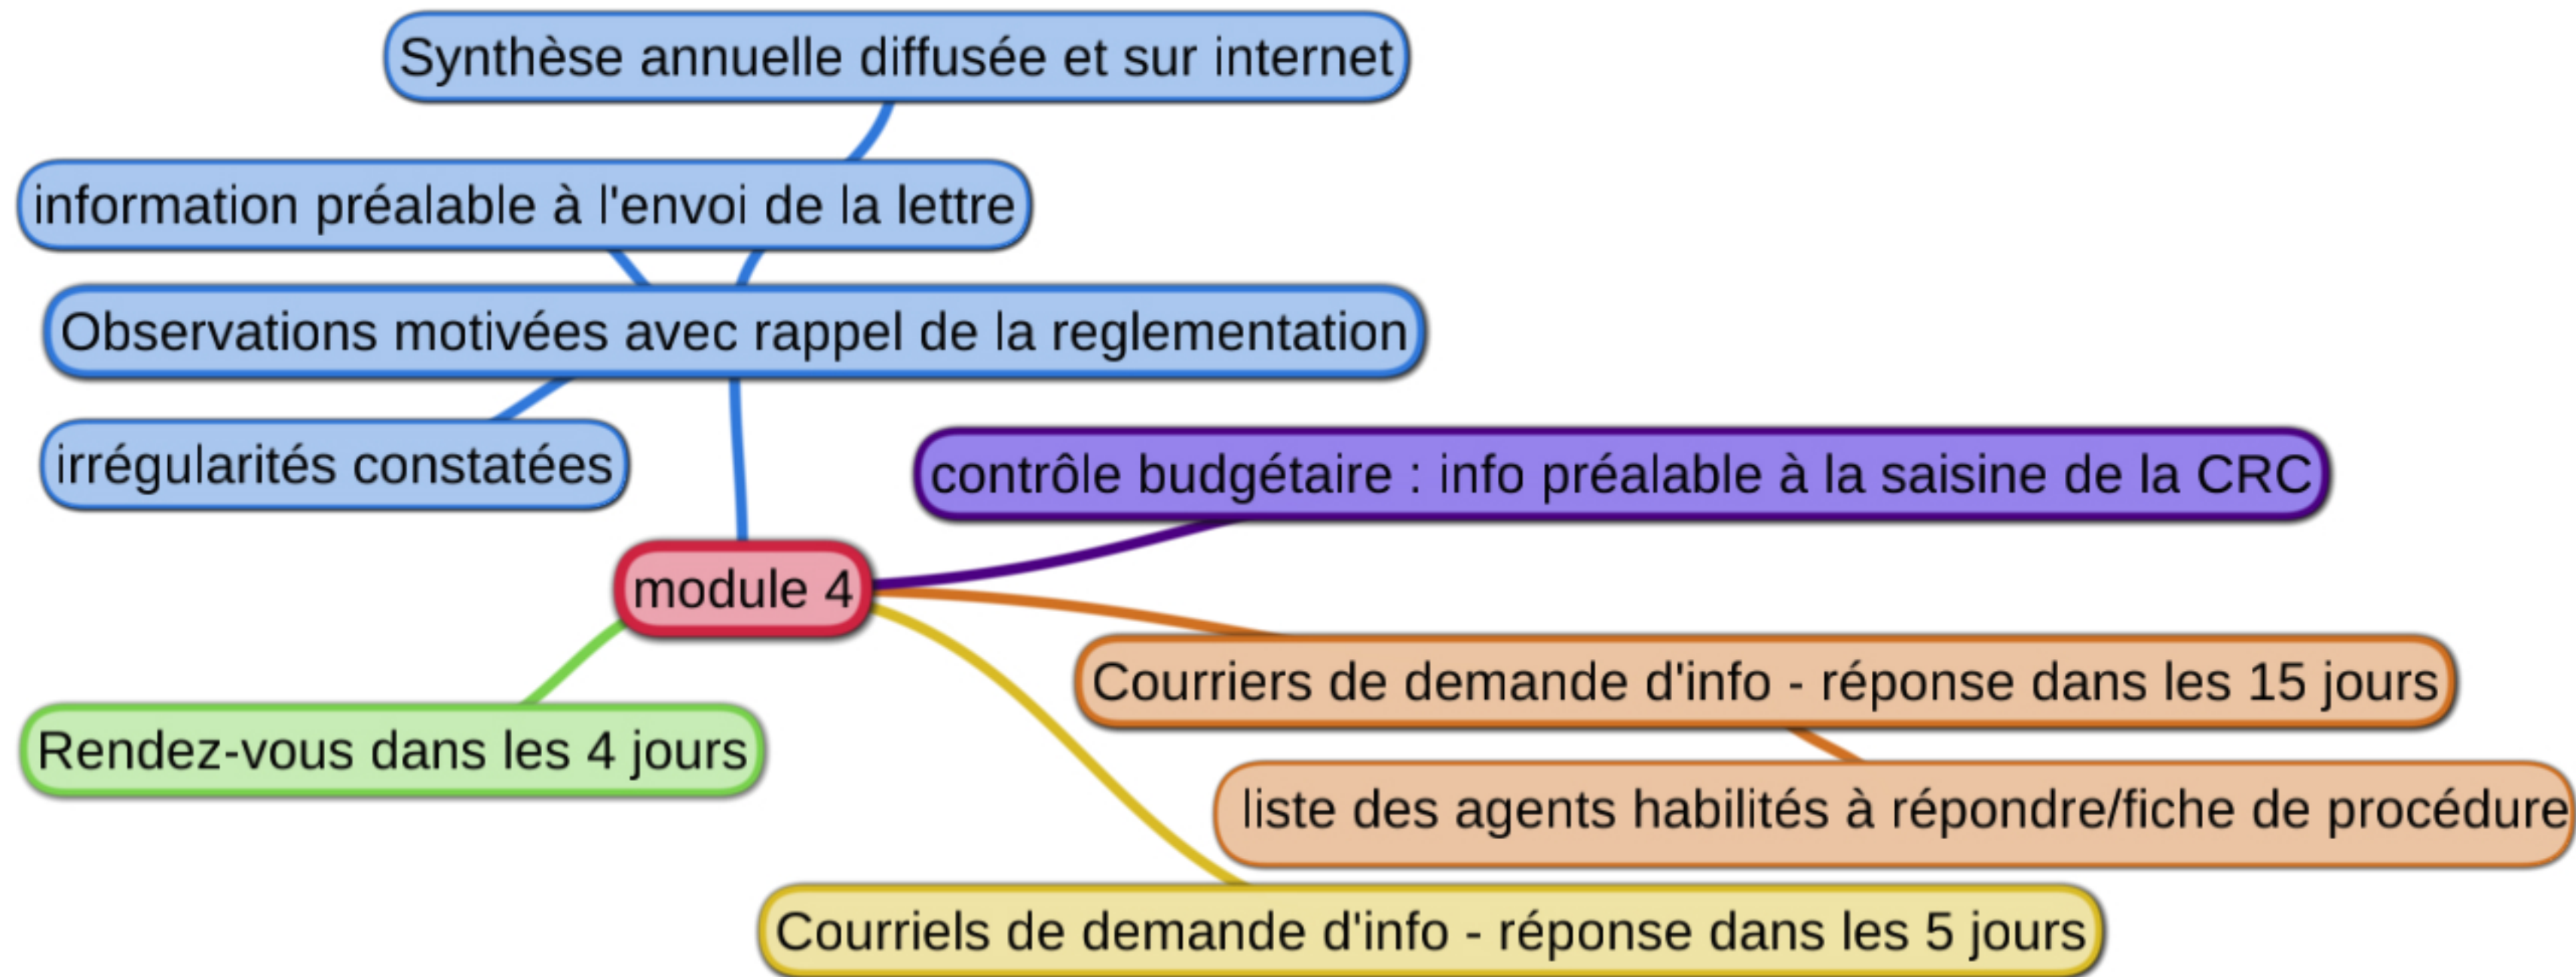 Synthèse annuelle diffusée et sur internet
information préalable à l'envoi de la lettre
Observations motivées avec rappel de la reglementation
irrégularités constatées
contrôle budgétaire : info préalable à la saisine de la CRC
module 4
Courriers de demande d'info - réponse dans les 15 jours
Rendez-vous dans les 4 jours
liste des agents habilités à répondre/fiche de procédure
Courriels de demande d'info - réponse dans les 5 jours